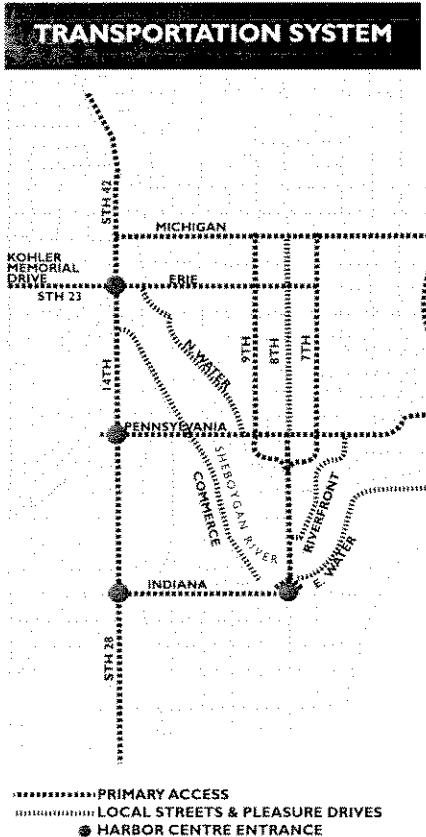 TRANSPORTATION SYSTEM
STH 42
MICHIGAN
KOHLER
MEMORIAL
DRIVE
STH 23
ERIE
N. WATER
9TH
8TH
7TH
14TH
PENNSYLVANIA
SHEBOYGAN RIVER
COMMERCE
RIVERFRONT
E. WATER
INDIANA
STH 28
PRIMARY ACCESS
LOCAL STREETS & PLEASURE DRIVES
HARBOR CENTRE ENTRANCE